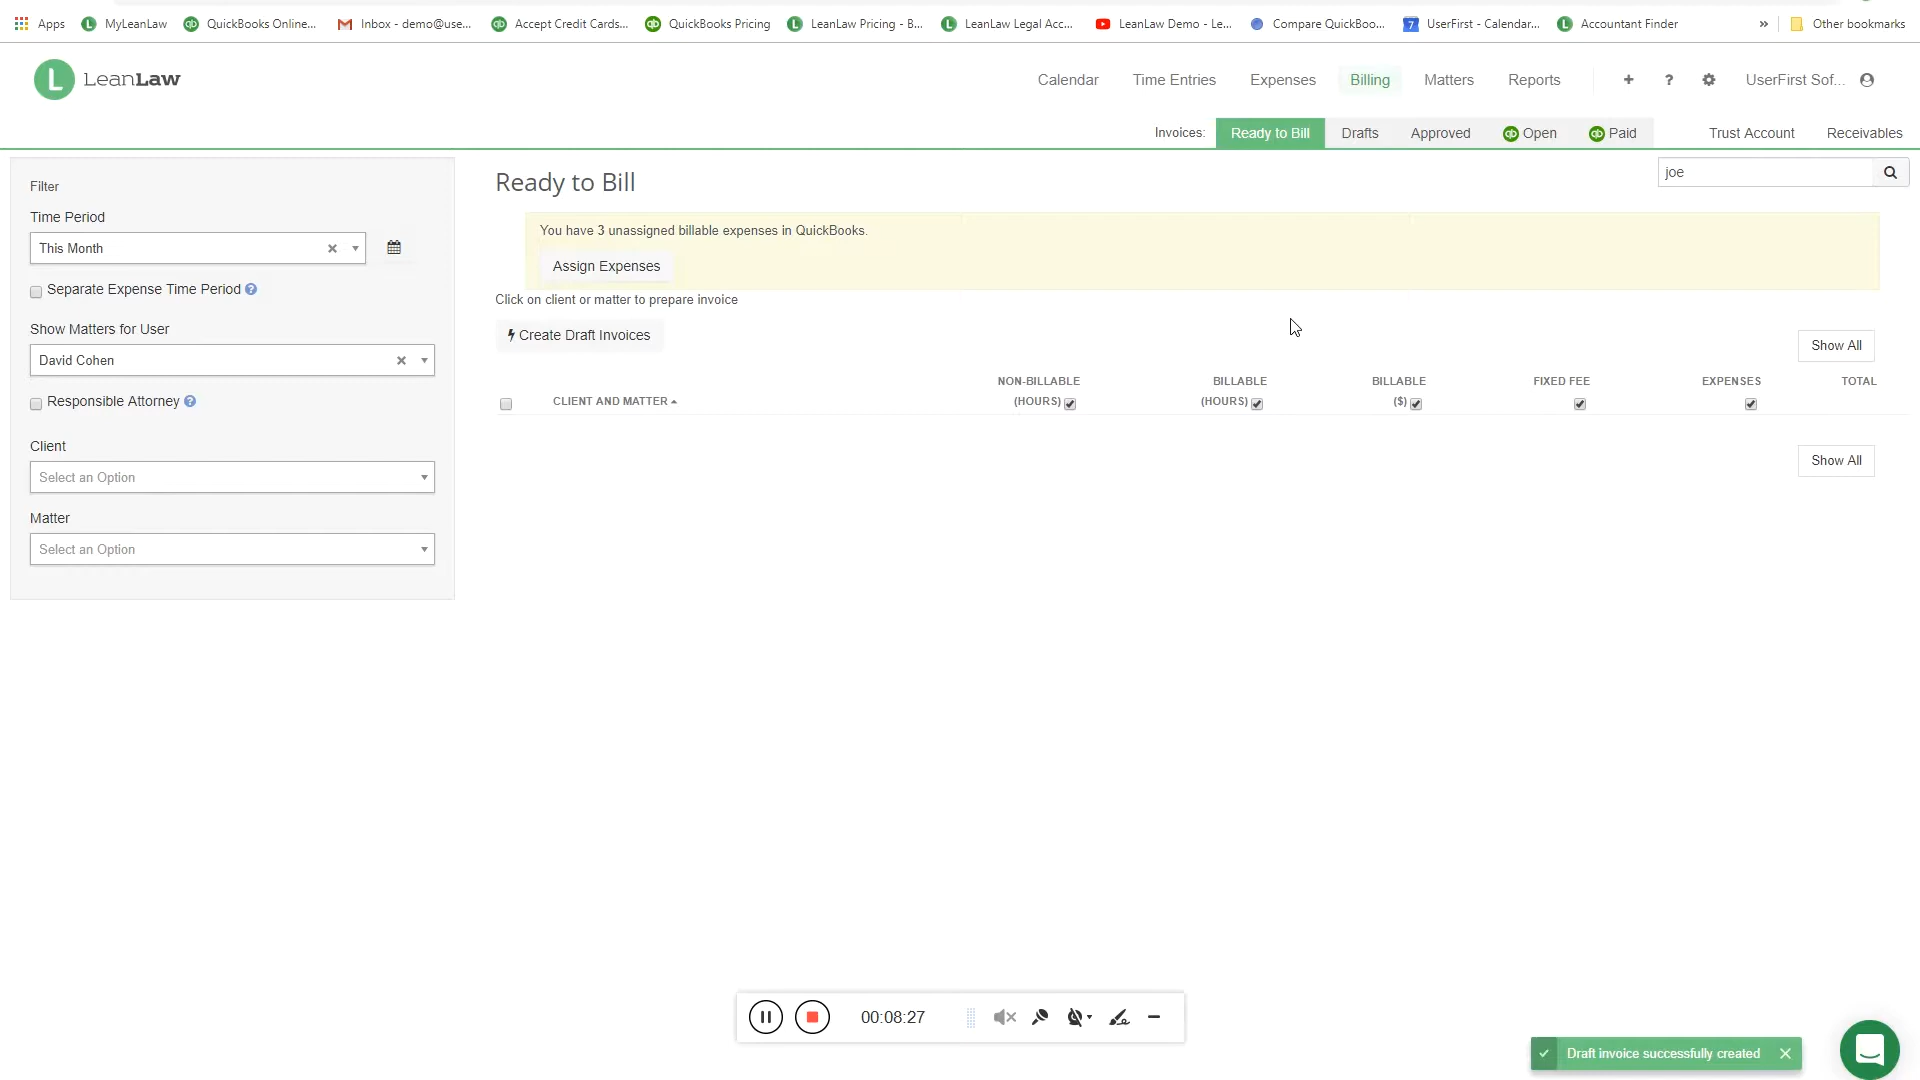 Apps MyLeanLaw QuickBooks Online... Inbox - demo@use... Accept Credit Cards... QuickBooks Pricing LeanLaw Pricing - B... LeanLaw Legal Acc... LeanLaw Demo - Le... Compare QuickBoo... 7 UserFirst - Calendar... Accountant Finder » Other bookmarks
L LeanLaw Calendar Time Entries Expenses Billing Matters Reports + ? UserFirst Sof...
Invoices: Ready to Bill Drafts Approved qb Open qb Paid Trust Account Receivables
Filter
Time Period
This Month
Separate Expense Time Period ?
Show Matters for User
David Cohen
Responsible Attorney ?
Client
Select an Option
Matter
Select an Option
Ready to Bill
joe
You have 3 unassigned billable expenses in QuickBooks.
Assign Expenses
Click on client or matter to prepare invoice
Create Draft Invoices
Show All
CLIENT AND MATTER
NON-BILLABLE
(HOURS)
BILLABLE
(HOURS)
BILLABLE
($)
FIXED FEE
EXPENSES
TOTAL
Show All
00:08:27
Draft invoice successfully created